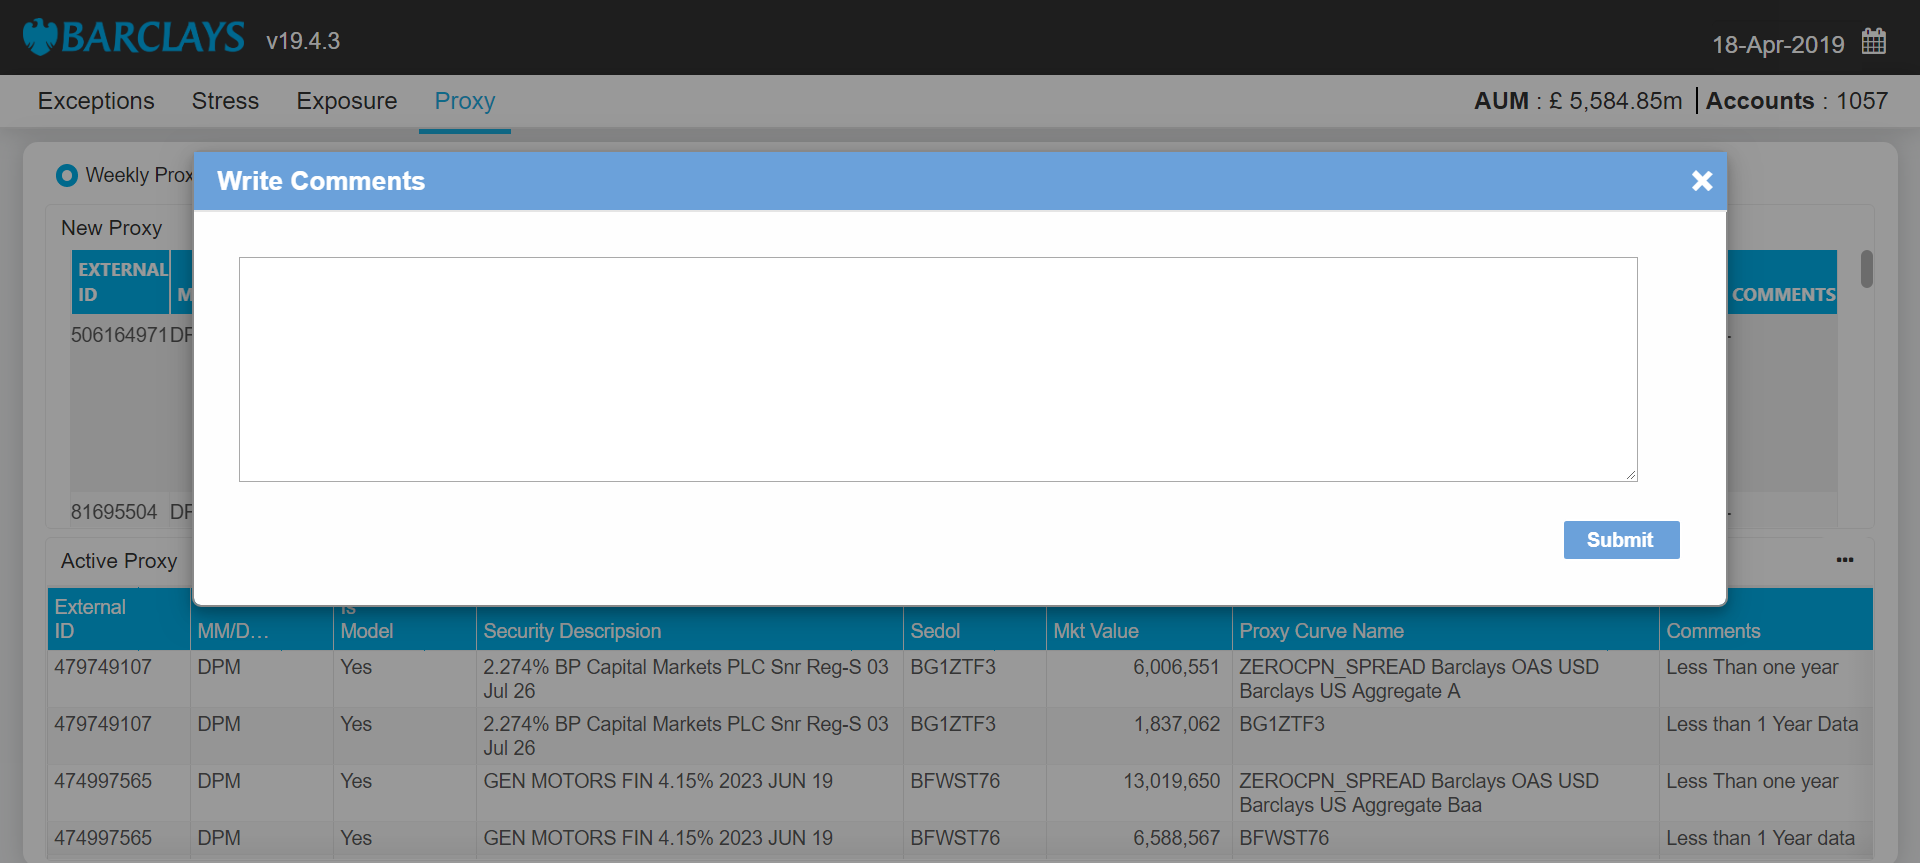 BARCLAYS v19.4.3
18-Apr-2019
Exceptions Stress Exposure Proxy
AUM : £ 5,584.85m | Accounts : 1057
Weekly
Write Comments
New Proxy
EXTERNAL
ID
COMMENTS
506164971
81695504
Submit
Active Proxy
External
ID MM/D... Model Security Descripsion Sedol Mkt Value Proxy Curve Name Comments
479749107 DPM Yes 2.274% BP Capital Markets PLC Snr Reg-S 03 BG1ZTF3 6,006,551 ZEROCPN_SPREAD Barclays OAS USD Less Than one year
Jul 26 Barclays US Aggregate A
479749107 DPM Yes 2.274% BP Capital Markets PLC Snr Reg-S 03 BG1ZTF3 1,837,062 BG1ZTF3 Less than 1 Year Data
Jul 26
474997565 DPM Yes GEN MOTORS FIN 4.15% 2023 JUN 19 BFWST76 13,019,650 ZEROCPN_SPREAD Barclays OAS USD Less Than one year
Barclays US Aggregate Baa
474997565 DPM Yes GEN MOTORS FIN 4.15% 2023 JUN 19 BFWST76 6,588,567 BFWST76 Less than 1 Year data